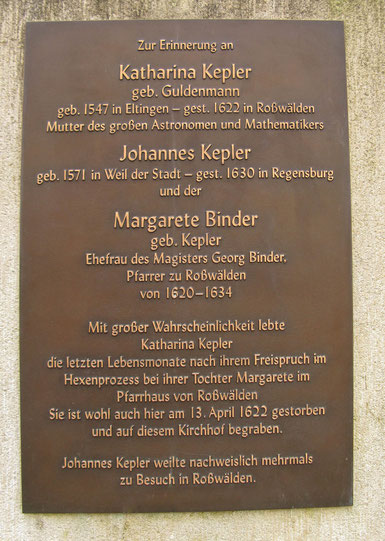 Zur Erinnerung an
Katharina Kepler
geb. Guldenmann
geb. 1547 in Eltingen – gest. 1622 in Roßwälden
Mutter des großen Astronomen und Mathematikers
Johannes Kepler
geb. 1571 in Weil der Stadt – gest. 1630 in Regensburg
und der
Margarete Binder
geb. Kepler
Ehefrau des Magisters Georg Binder,
Pfarrer zu Roßwälden
von 1620–1634
Mit großer Wahrscheinlichkeit lebte
Katharina Kepler
die letzten Lebensmonate nach ihrem Freispruch im
Hexenprozess bei ihrer Tochter Margarete im
Pfarrhaus von Roßwälden
Sie ist wohl auch hier am 13. April 1622 gestorben
und auf diesem Kirchhof begraben.
Johannes Kepler weilte nachweislich mehrmals
zu Besuch in Roßwälden.